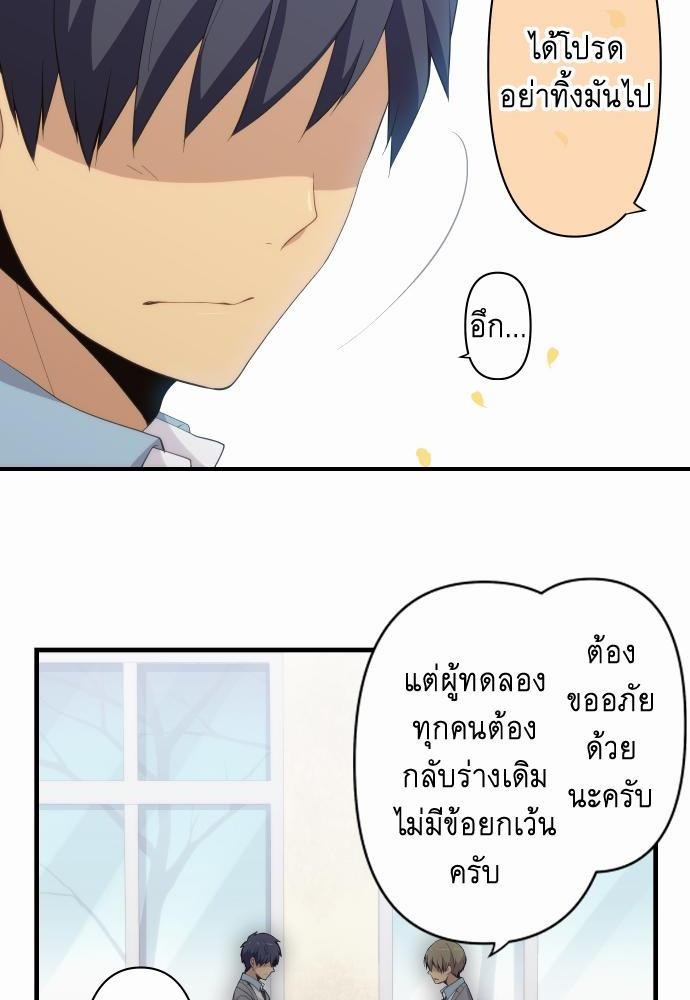 ได้โปรด
อย่าทิ้งมันไป
อึก...
ต้อง
ขออภัย
ด้วย
นะครับ
แต่ผู้ทดลอง
ทุกคนต้อง
กลับร่างเดิม
ไม่มีข้อยกเว้น
ครับ